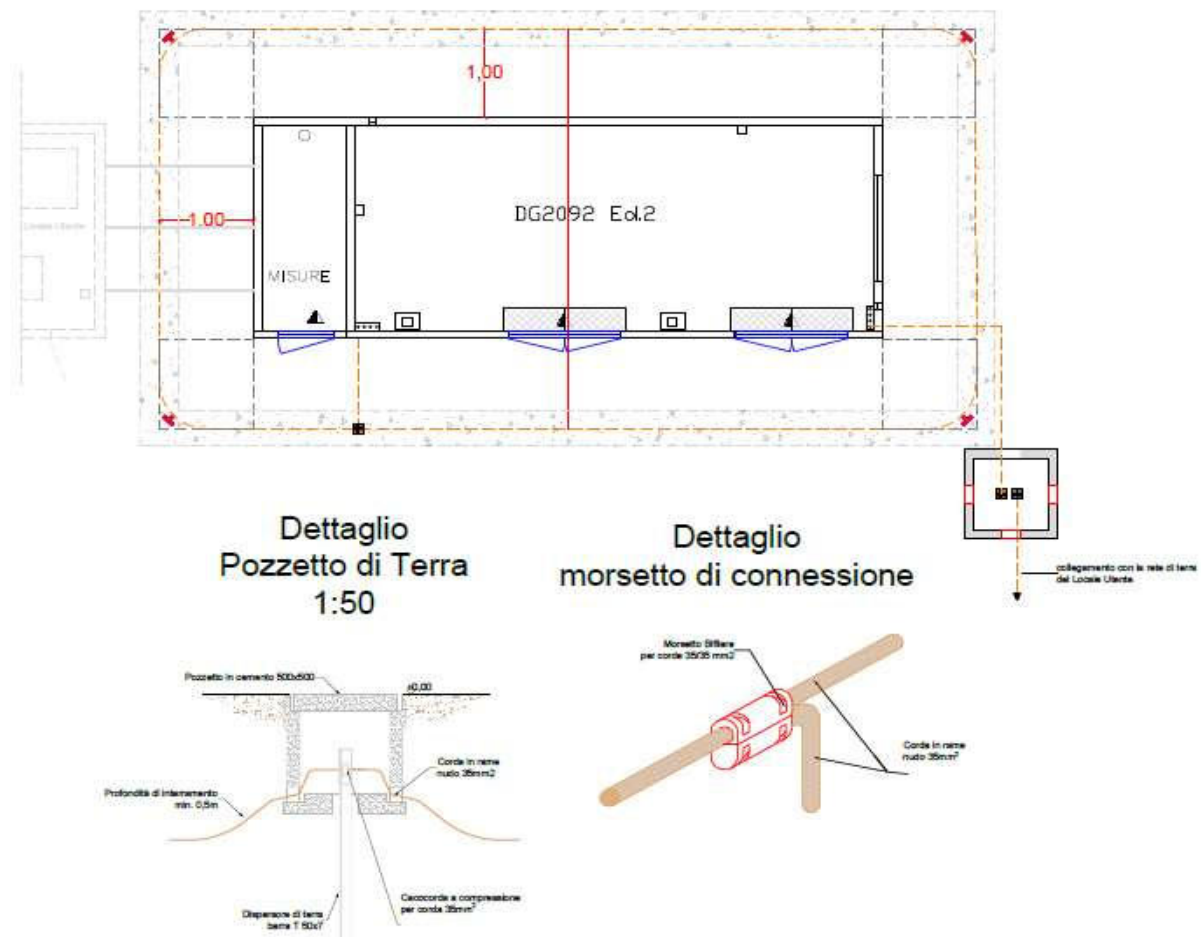 1,00
1.00
DG2092 Eol.2
MISURE
collegamento con la rete di terra
del Locale Utente
Dettaglio
Pozzetto di Terra
1:50
Dettaglio
morsetto di connessione
Pozzetto in cemento 500x500
±0,00
Corda in rame
nudo 35mm2
Profondità di interramento
min. 0,5m
Dispersore di terra
barra T 50x7
Capocorda a compressione
per corda 35mm²
Morsetto Bifilare
per corde 35/35 mm2
Corda in rame
nudo 35mm²